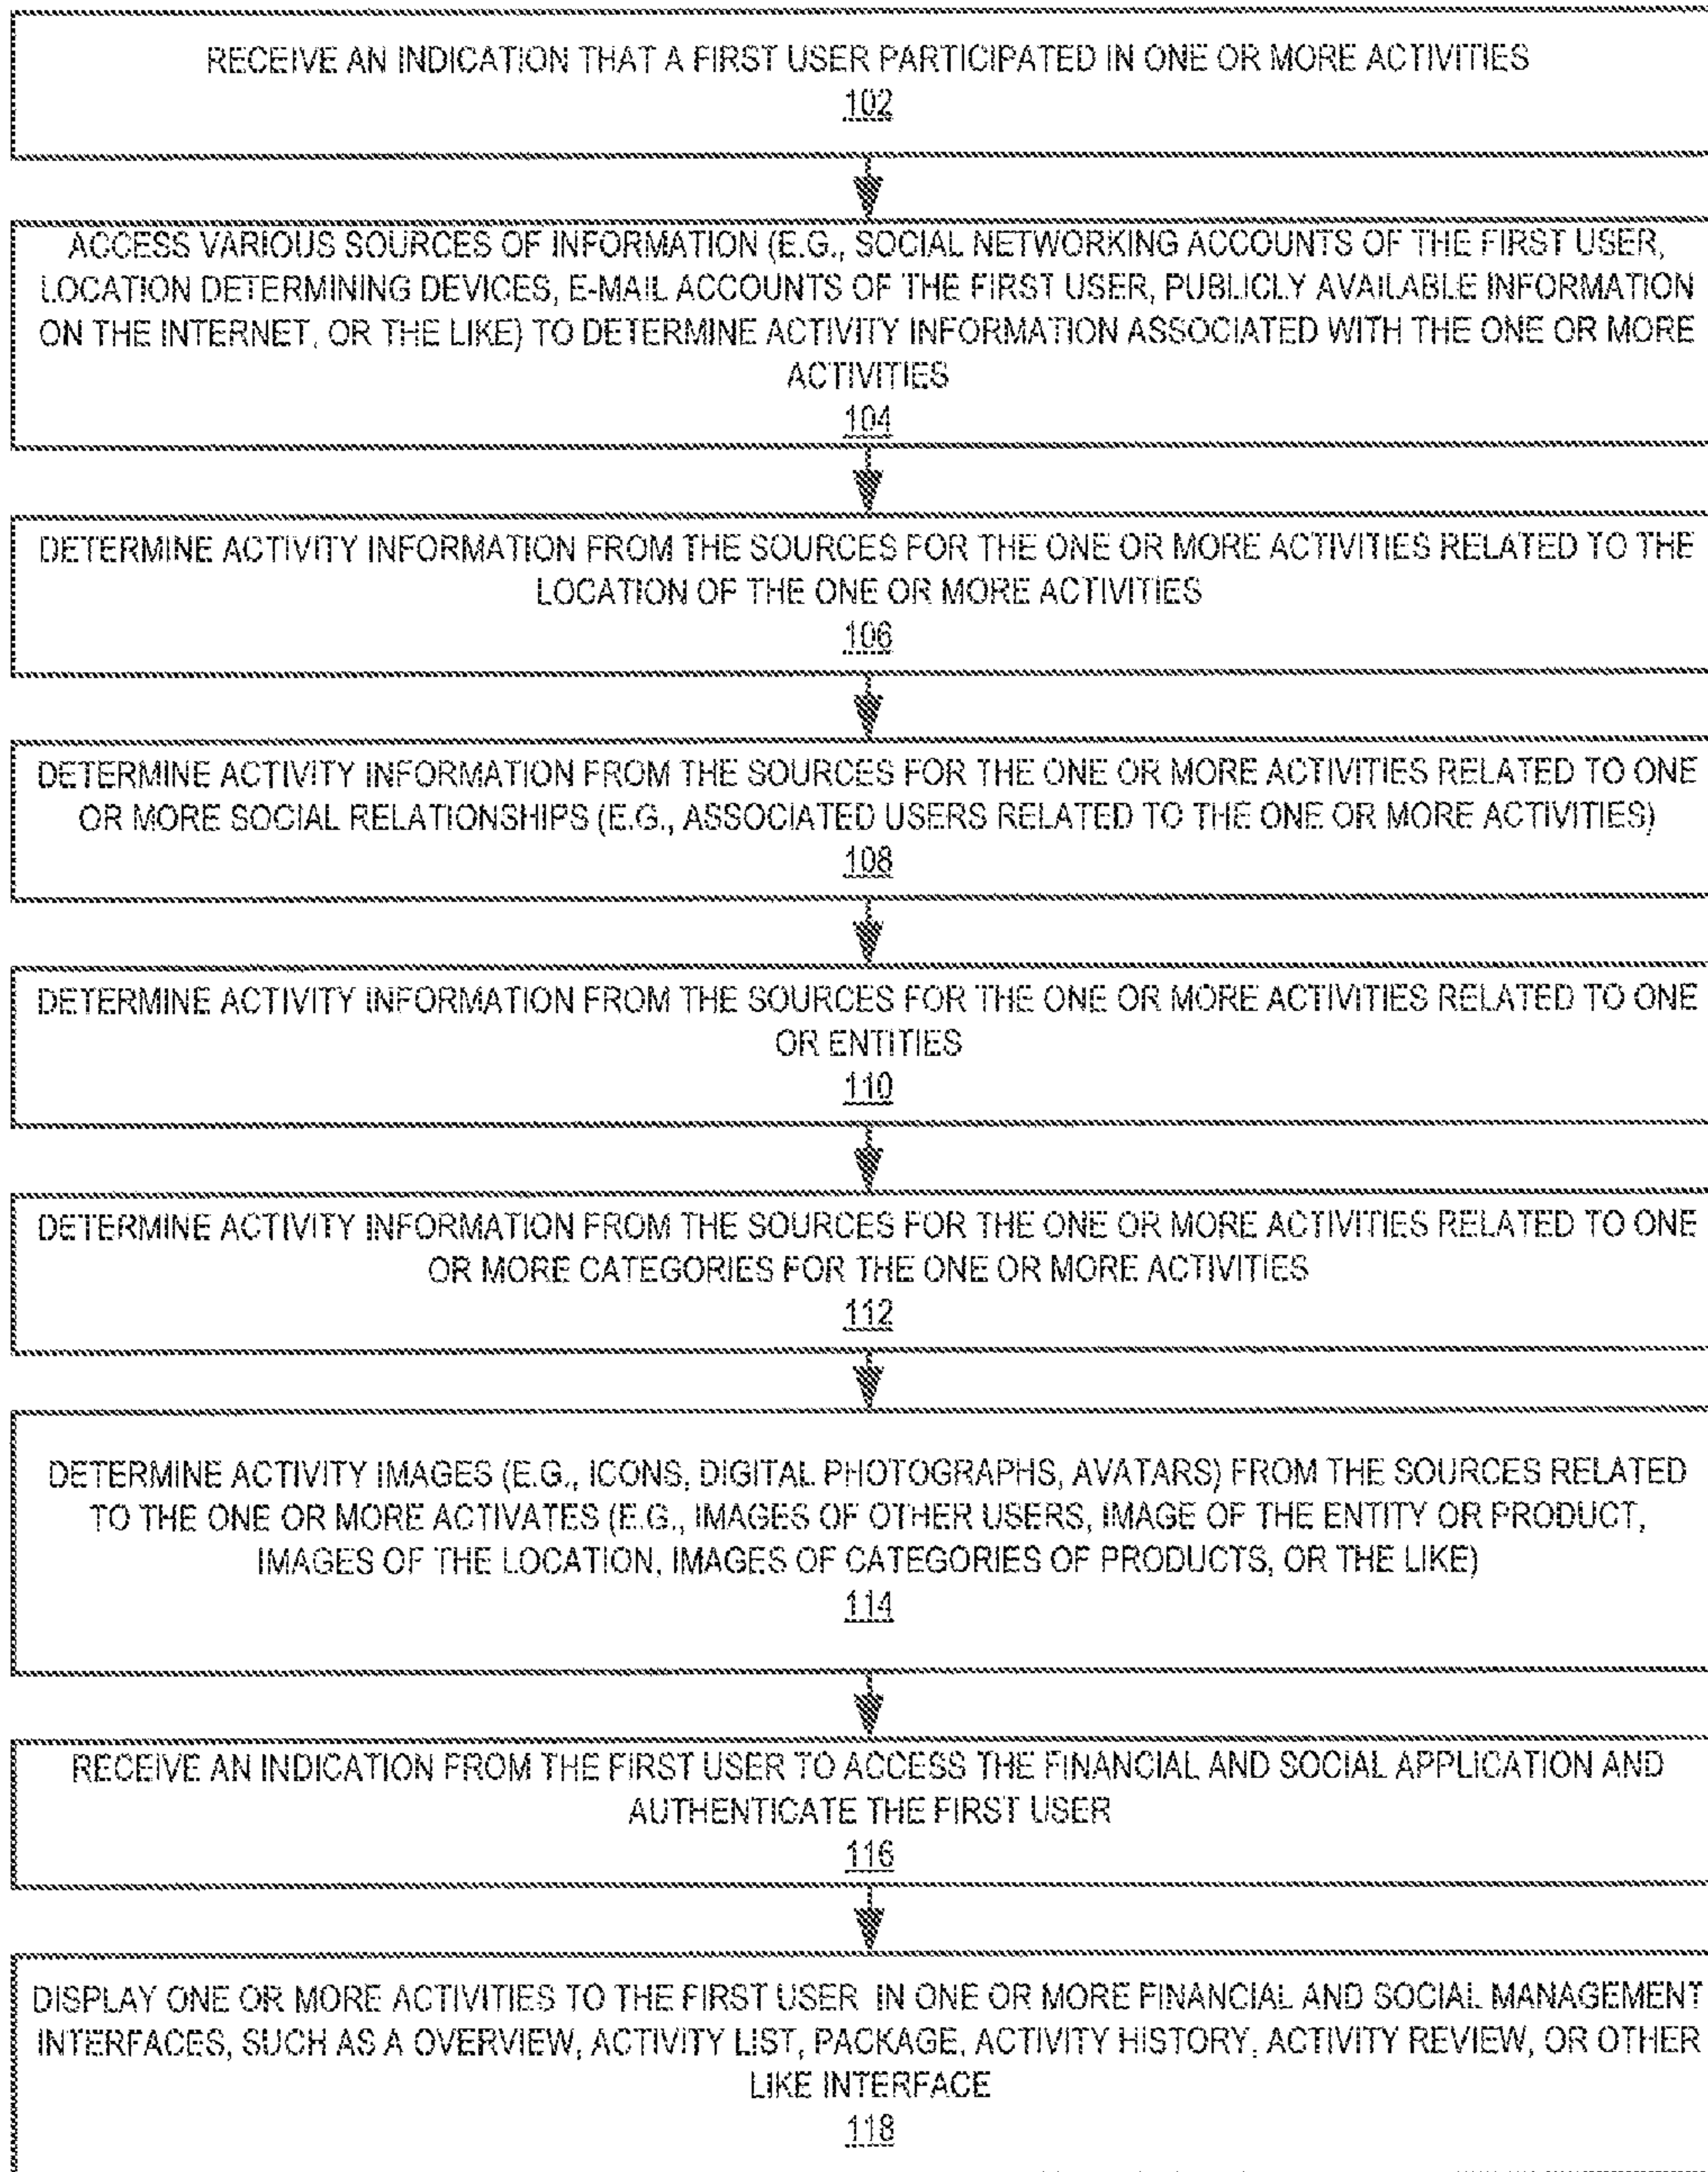 RECEIVE AN INDICATION THAT A FIRST USER PARTICIPATED IN ONE OR MORE ACTIVITIES
102
ACCESS VARIOUS SOURCES OF INFORMATION (E.G., SOCIAL NETWORKING ACCOUNTS OF THE FIRST USER,
LOCATION DETERMINING DEVICES, E-MAIL ACCOUNTS OF THE FIRST USER, PUBLICLY AVAILABLE INFORMATION
ON THE INTERNET, OR THE LIKE) TO DETERMINE ACTIVITY INFORMATION ASSOCIATED WITH THE ONE OR MORE
ACTIVITIES
104
DETERMINE ACTIVITY INFORMATION FROM THE SOURCES FOR THE ONE OR MORE ACTIVITIES RELATED TO THE
LOCATION OF THE ONE OR MORE ACTIVITIES
106
DETERMINE ACTIVITY INFORMATION FROM THE SOURCES FOR THE ONE OR MORE ACTIVITIES RELATED TO ONE
OR MORE SOCIAL RELATIONSHIPS (E.G., ASSOCIATED USERS RELATED TO THE ONE OR MORE ACTIVITIES)
108
DETERMINE ACTIVITY INFORMATION FROM THE SOURCES FOR THE ONE OR MORE ACTIVITIES RELATED TO ONE
OR ENTITIES
110
DETERMINE ACTIVITY INFORMATION FROM THE SOURCES FOR THE ONE OR MORE ACTIVITIES RELATED TO ONE
OR MORE CATEGORIES FOR THE ONE OR MORE ACTIVITIES
112
DETERMINE ACTIVITY IMAGES (E.G., ICONS, DIGITAL PHOTOGRAPHS, AVATARS) FROM THE SOURCES RELATED
TO THE ONE OR MORE ACTIVATES (E.G., IMAGES OF OTHER USERS, IMAGE OF THE ENTITY OR PRODUCT,
IMAGES OF THE LOCATION, IMAGES OF CATEGORIES OF PRODUCTS, OR THE LIKE)
114
RECEIVE AN INDICATION FROM THE FIRST USER TO ACCESS THE FINANCIAL AND SOCIAL APPLICATION AND
AUTHENTICATE THE FIRST USER
116
DISPLAY ONE OR MORE ACTIVITIES TO THE FIRST USER IN ONE OR MORE FINANCIAL AND SOCIAL MANAGEMENT
INTERFACES, SUCH AS A OVERVIEW, ACTIVITY LIST, PACKAGE, ACTIVITY HISTORY, ACTIVITY REVIEW, OR OTHER
LIKE INTERFACE
118